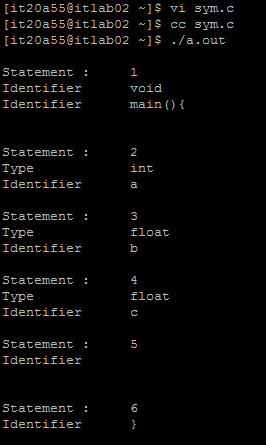 [it20a55@itlab02 ~]$ vi sym.c
[it20a55@itlab02 ~]$ cc sym.c
[it20a55@itlab02 ~]$ ./a.out
Statement : 1
Identifier void
Identifier main(){
Statement : 2
Type int
Identifier a
Statement : 3
Type float
Identifier b
Statement : 4
Type float
Identifier c
Statement : 5
Identifier
Statement : 6
Identifier }